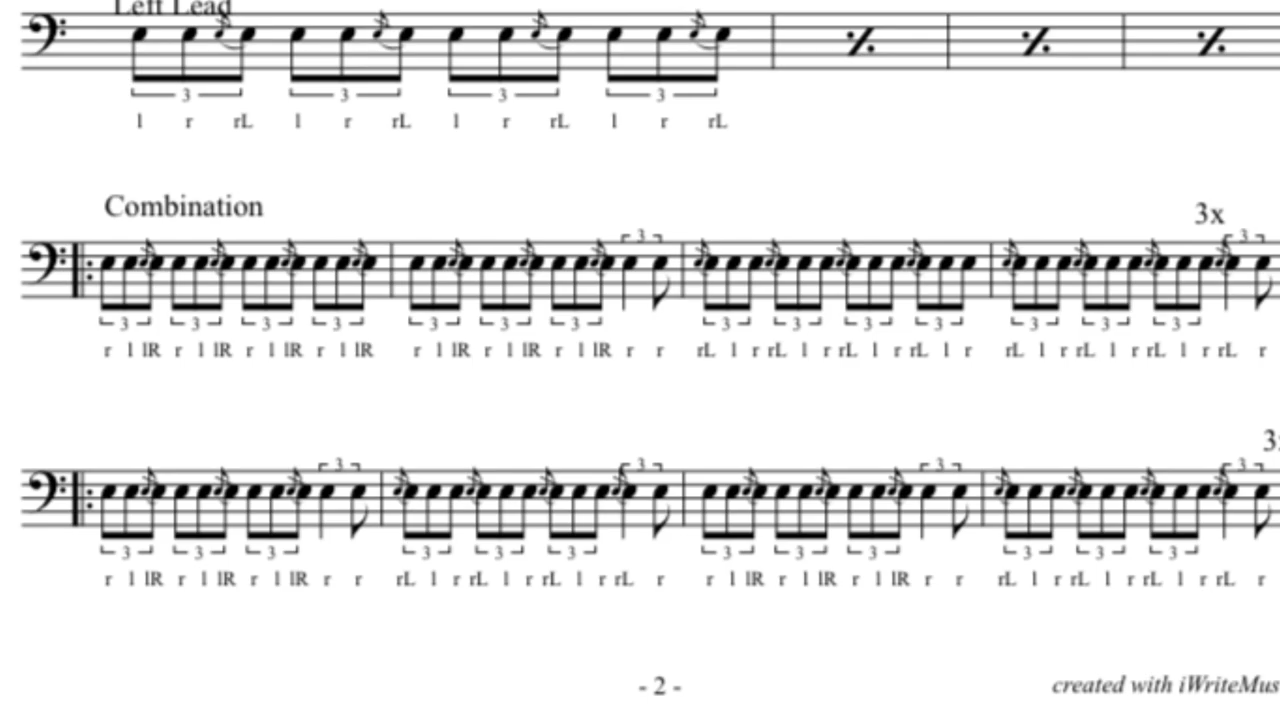 Left Lead
3 3 3 3
l r rL l r rL l r rL l r rL
Combination
3x
3 3
3 3 3 3 3 3 3 3 3 3 3 3 3 3
r l lR r l lR r l lR r l lR r l lR r l lR r l lR r r rL l r rL l r rL l r rL l r rL l r rL l r rL l r rL r
3
3 3 3 3
3 3 3 3 3 3 3 3 3 3 3 3
r l lR r l lR r l lR r r rL l r rL l r rL l r rL r r l lR r l lR r l lR r r rL l r rL l r rL l r rL r
- 2 -
created with iWriteMus